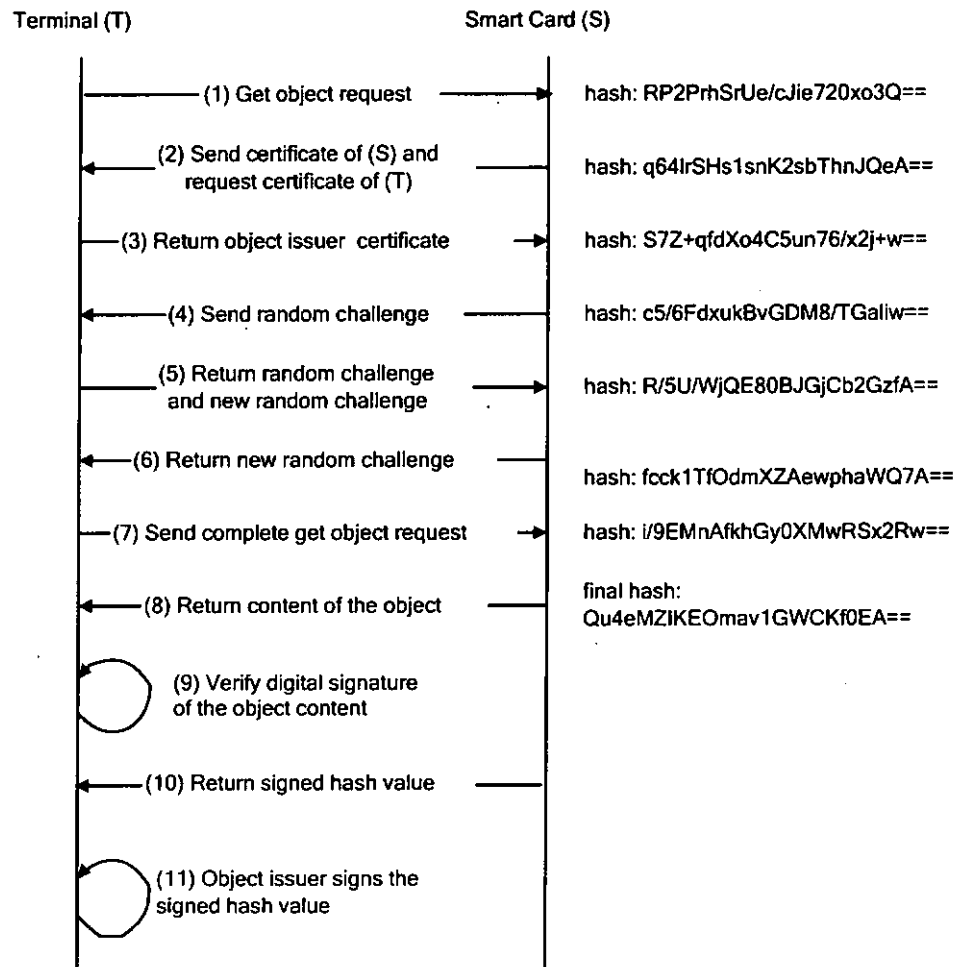 Terminal (T)
Smart Card (S)
(1) Get object request
hash: RP2PrhSrUe/cJie720xo3Q==
(2) Send certificate of (S) and
request certificate of (T)
hash: q64IrSHs1snK2sbThnJQeA==
(3) Return object issuer certificate
hash: S7Z+qfdXo4C5un76/x2j+w==
(4) Send random challenge
hash: c5/6FdxukBvGDM8/TGaliw==
(5) Return random challenge
and new random challenge
hash: R/5U/WjQE80BJGjCb2GzfA==
(6) Return new random challenge
hash: fcck1TfOdmXZAewphaWQ7A==
(7) Send complete get object request
hash: i/9EMnAfkhGy0XMwRSx2Rw==
(8) Return content of the object
final hash:
Qu4eMZIKEOmav1GWCKf0EA==
(9) Verify digital signature
of the object content
(10) Return signed hash value
(11) Object issuer signs the
signed hash value